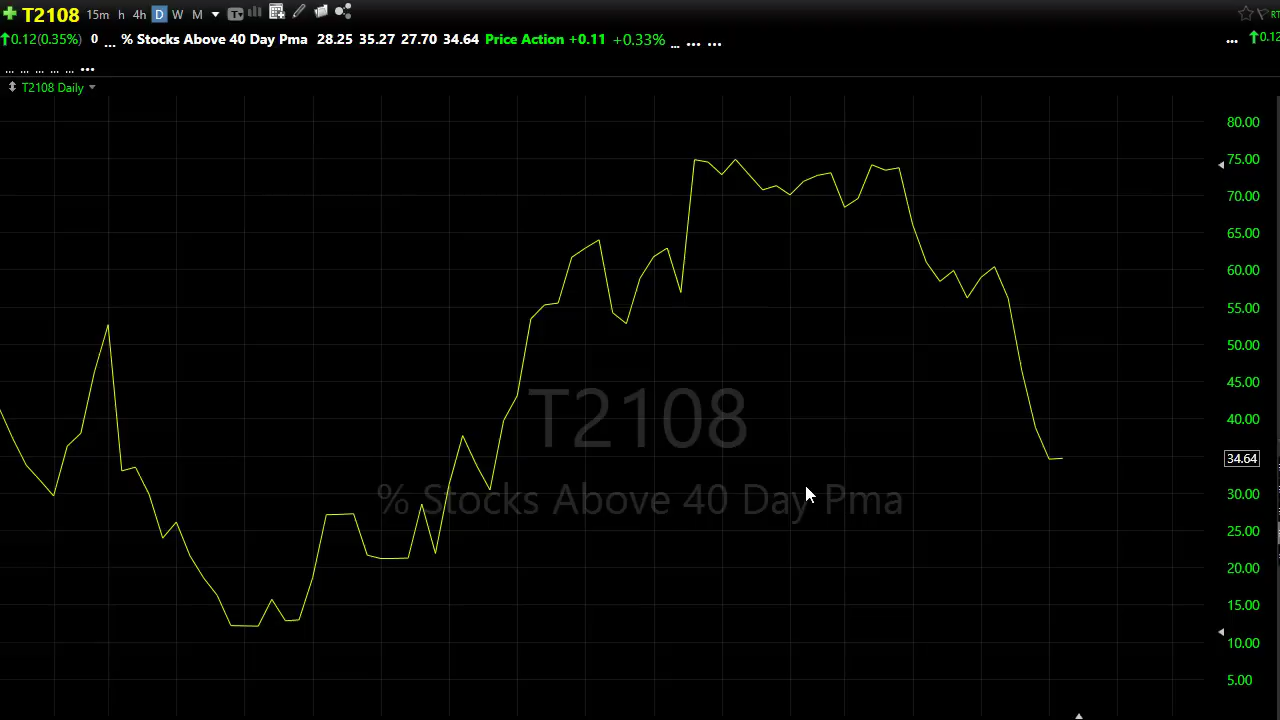 T2108 15m h 4h D W M
RT
0.12(0.35%) 0 ... % Stocks Above 40 Day Pma 28.25 35.27 27.70 34.64 Price Action +0.11 +0.33% ... ... ...
... 0.12
... ... ... ... ... ...
T2108 Daily
80.00
75.00
70.00
65.00
60.00
55.00
50.00
45.00
40.00
34.64
30.00
25.00
20.00
15.00
10.00
5.00
T2108
% Stocks Above 40 Day Pma